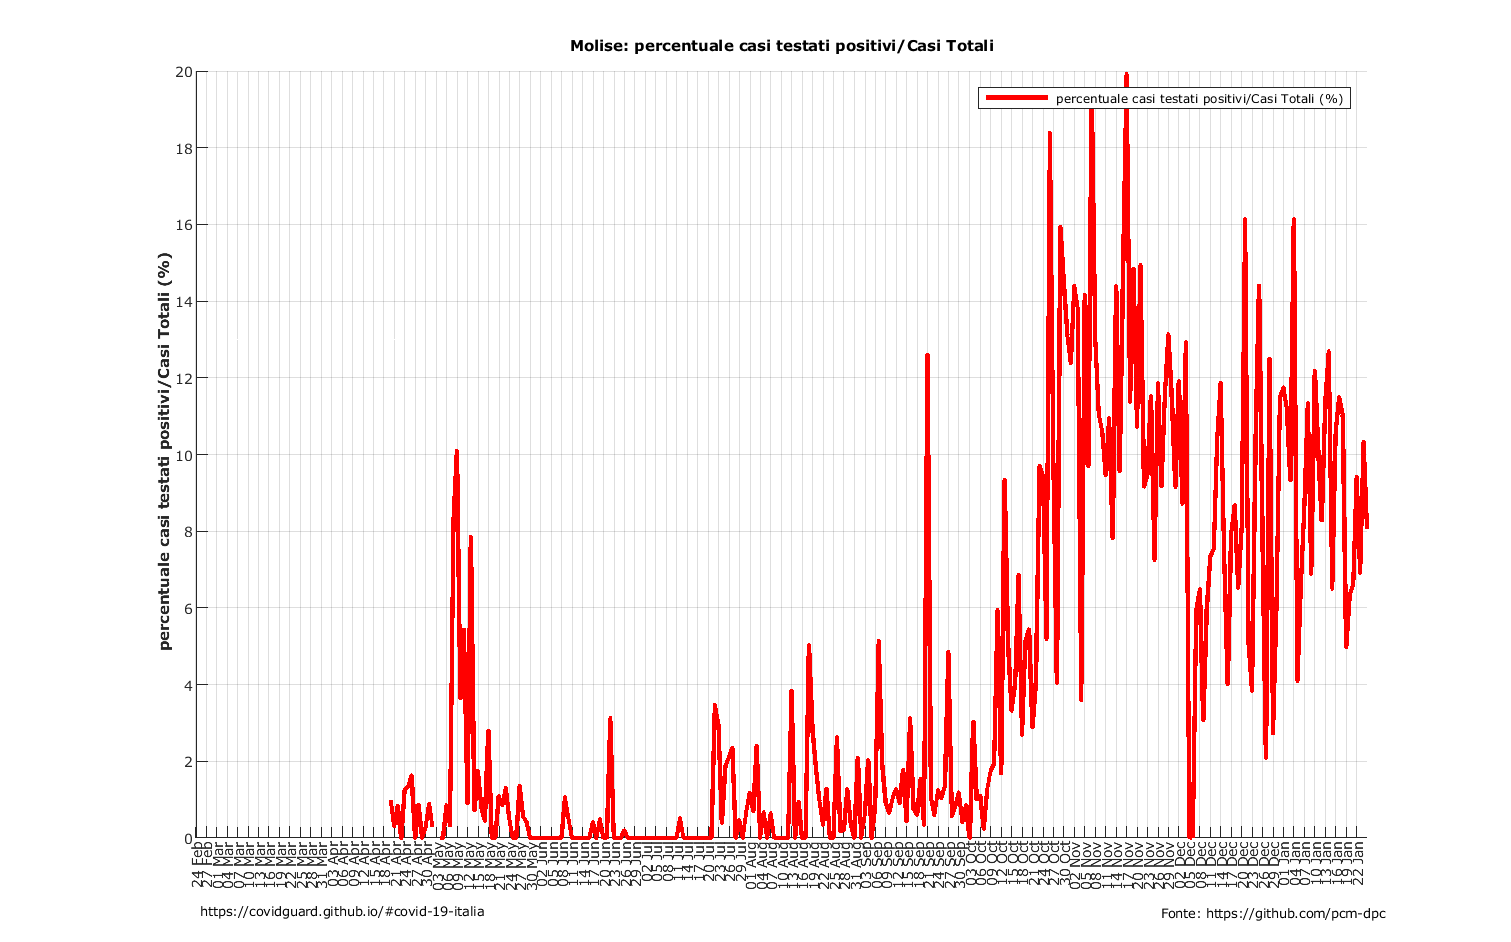 Molise: percentuale casi testati positivi/Casi Totali
percentuale casi testati positivi/Casi Totali (%)
percentuale casi testati positivi/Casi Totali (%)
20
18
16
14
12
10
8
6
4
2
0
24 Feb
27 Feb
01 Mar
04 Mar
07 Mar
10 Mar
13 Mar
16 Mar
19 Mar
22 Mar
25 Mar
28 Mar
31 Mar
03 Apr
06 Apr
09 Apr
12 Apr
15 Apr
18 Apr
21 Apr
24 Apr
27 Apr
30 Apr
03 May
06 May
09 May
12 May
15 May
18 May
21 May
24 May
27 May
30 May
02 Jun
05 Jun
08 Jun
11 Jun
14 Jun
17 Jun
20 Jun
23 Jun
26 Jun
29 Jun
02 Jul
05 Jul
08 Jul
11 Jul
14 Jul
17 Jul
20 Jul
23 Jul
26 Jul
29 Jul
01 Aug
04 Aug
07 Aug
10 Aug
13 Aug
16 Aug
19 Aug
22 Aug
25 Aug
28 Aug
31 Aug
03 Sep
06 Sep
09 Sep
12 Sep
15 Sep
18 Sep
21 Sep
24 Sep
27 Sep
30 Sep
03 Oct
06 Oct
09 Oct
12 Oct
15 Oct
18 Oct
21 Oct
24 Oct
27 Oct
30 Oct
02 Nov
05 Nov
08 Nov
11 Nov
14 Nov
17 Nov
20 Nov
23 Nov
26 Nov
29 Nov
02 Dec
05 Dec
08 Dec
11 Dec
14 Dec
17 Dec
20 Dec
23 Dec
26 Dec
29 Dec
01 Jan
04 Jan
07 Jan
10 Jan
13 Jan
16 Jan
19 Jan
22 Jan
https://covidguard.github.io/#covid-19-italia
Fonte: https://github.com/pcm-dpc